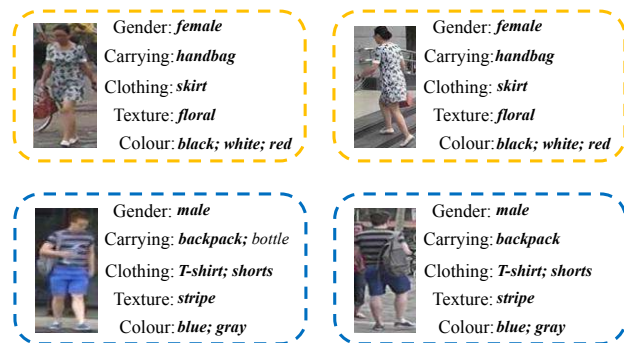 Gender: female
Carrying: handbag
Clothing: skirt
Texture: floral
Colour: black; white; red
Gender: female
Carrying: handbag
Clothing: skirt
Texture: floral
Colour: black; white; red
Gender: male
Carrying: backpack; bottle
Clothing: T-shirt; shorts
Texture: stripe
Colour: blue; gray
Gender: male
Carrying: backpack
Clothing: T-shirt; shorts
Texture: stripe
Colour: blue; gray